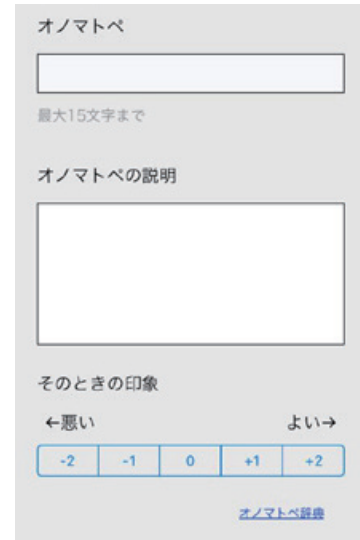 オノマトペ
最大15文字まで
オノマトペの説明
そのときの印象
←悪い よい→
-2 -1 0 +1 +2
オノマトペ辞典